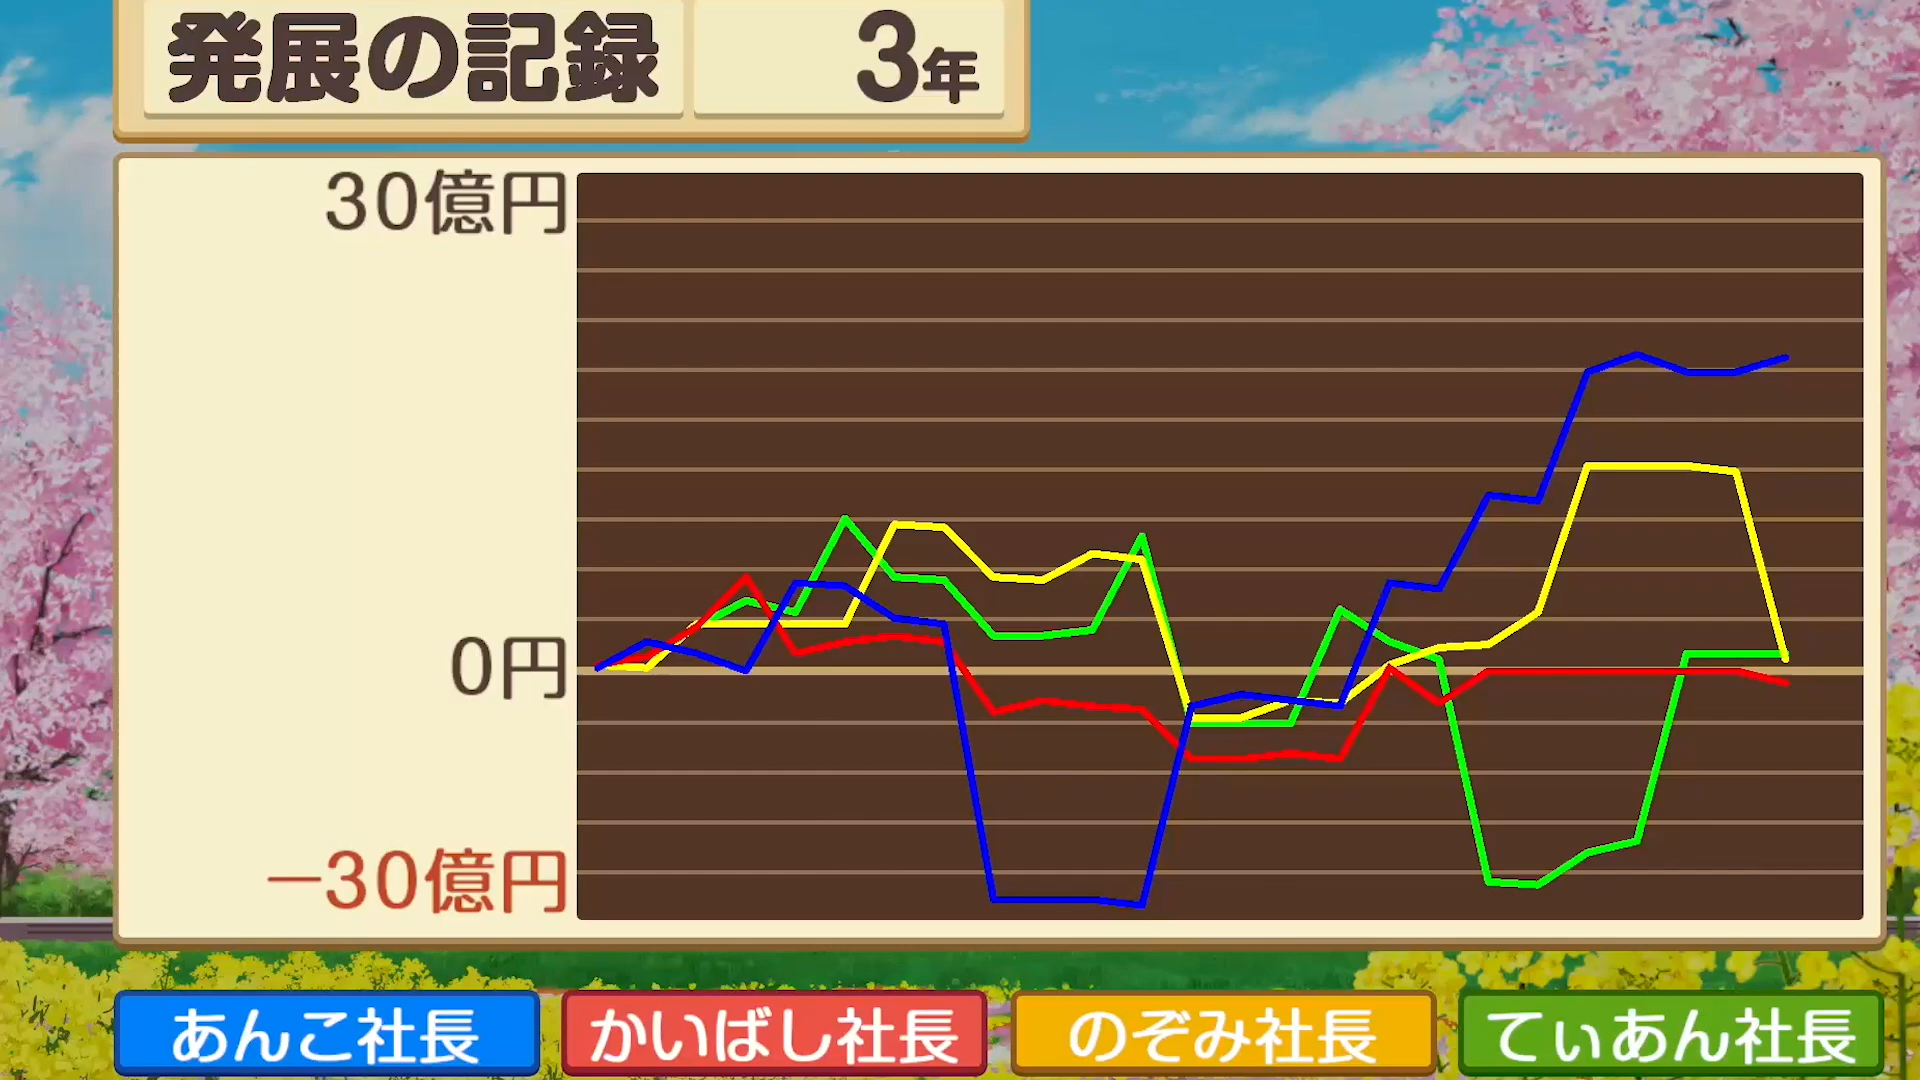 発展の記録 3年
30億円
0円
−30億円
あんこ社長 かいばし社長 のぞみ社長 てぃあん社長